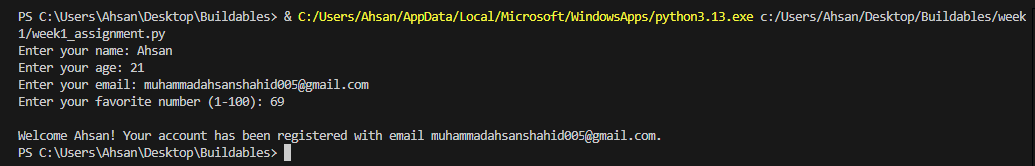 PS C:\Users\Ahsan\Desktop\Buildables> & C:/Users/Ahsan/AppData/Local/Microsoft/WindowsApps/python3.13.exe c:/Users/Ahsan/Desktop/Buildables/week
1/week1_assignment.py
Enter your name: Ahsan
Enter your age: 21
Enter your email: muhammadahsanshahid005@gmail.com
Enter your favorite number (1-100): 69
Welcome Ahsan! Your account has been registered with email muhammadahsanshahid005@gmail.com.
PS C:\Users\Ahsan\Desktop\Buildables>